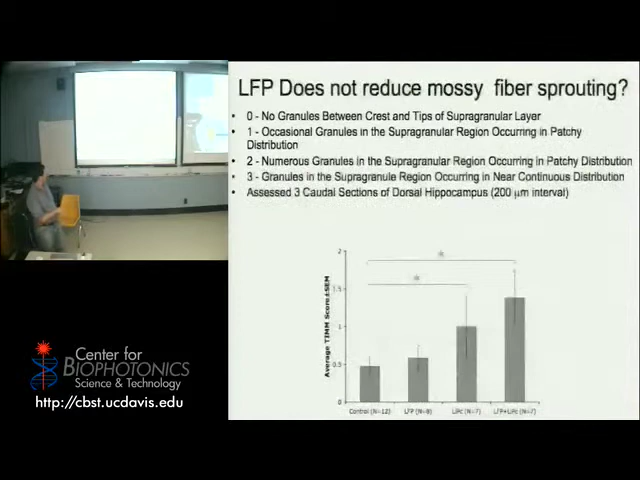 LFP Does not reduce mossy fiber sprouting?
• 0 - No Granules Between Crest and Tips of Supragranular Layer
• 1 - Occasional Granules in the Supragranular Region Occurring in Patchy
Distribution
• 2 - Numerous Granules in the Supragranular Region Occurring in Patchy Distribution
• 3 - Granules in the Supragranule Region Occurring in Near Continuous Distribution
• Assessed 3 Caudal Sections of Dorsal Hippocampus (200 μm interval)
Average TIMM Score±SEM
2
1.5
1
0.5
0
*
*
Control (N=12)
LFP (N=9)
LiPc (N=7)
LFP+LiPc (N=7)
Center for
BIOPHOTONICS
Science & Technology
http://cbst.ucdavis.edu